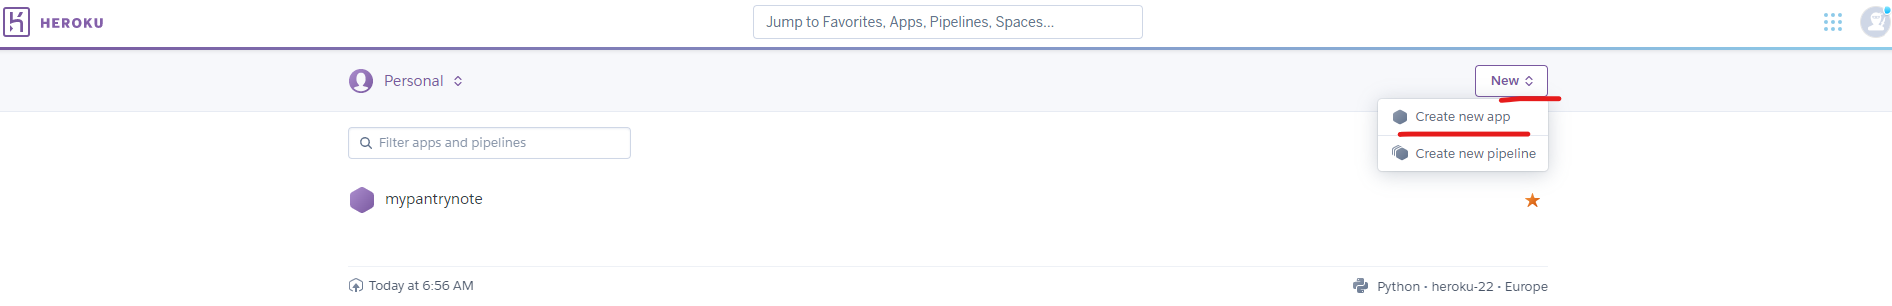 HEROKU
Jump to Favorites, Apps, Pipelines, Spaces...
Personal
New
Create new app
Create new pipeline
Filter apps and pipelines
mypantrynote
Today at 6:56 AM
Python • heroku-22 • Europe